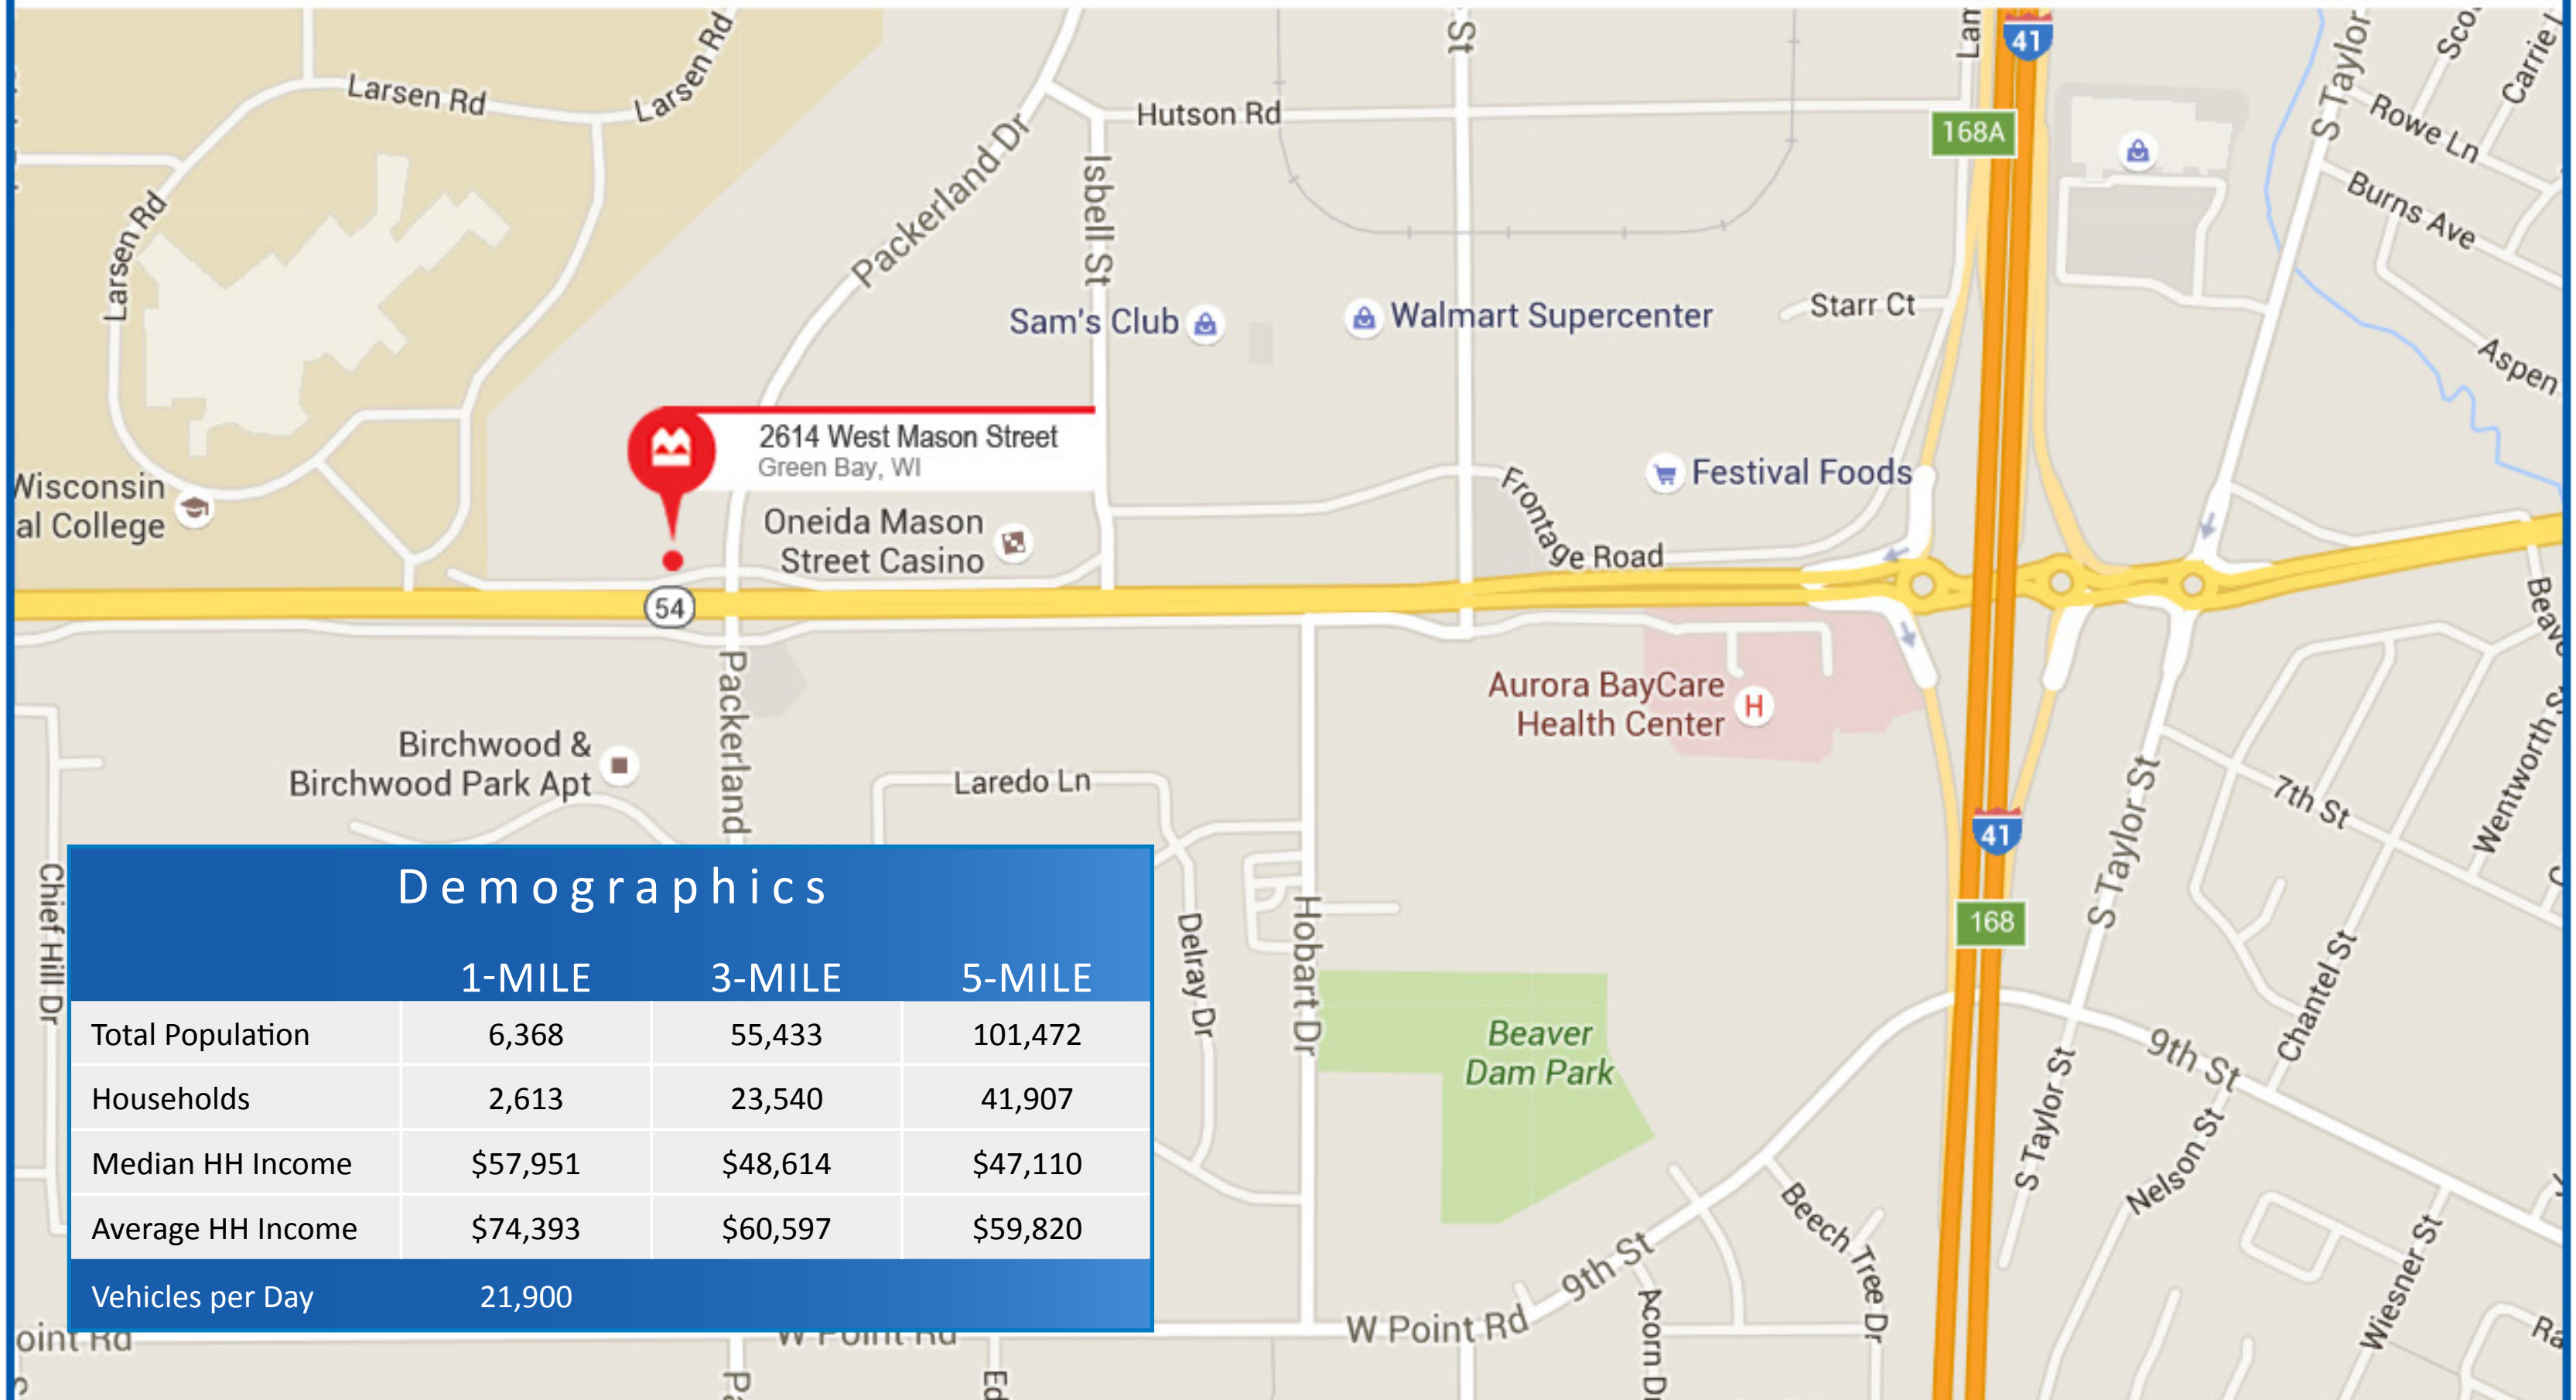 Larsen Rd
Larsen Rd
Larsen Rd
Packerland Dr
Hutson Rd
Isbell St
St
41
168A
S Taylor
Rowe Ln
Carrie
Burns Ave
Aspen
Sam's Club
Walmart Supercenter
Starr Ct
2614 West Mason Street
Green Bay, WI
Wisconsin
al College
Oneida Mason
Street Casino
Festival Foods
Frontage Road
54
Packerland
Aurora BayCare
Health Center
H
Birchwood &
Birchwood Park Apt
Laredo Ln
41
7th St
Wentworth S
S Taylor St
168
Chief Hill Dr
Demographics
1-MILE 3-MILE 5-MILE
Total Population 6,368 55,433 101,472
Households 2,613 23,540 41,907
Median HH Income $57,951 $48,614 $47,110
Average HH Income $74,393 $60,597 $59,820
Vehicles per Day 21,900
Delray Dr
Hobart Dr
Beaver
Dam Park
9th St
Chantel St
S Taylor St
Nelson St
Wiesner St
Beech Tree Dr
9th St
Acorn Dr
W Point Rd
W Point Rd
oint Rd